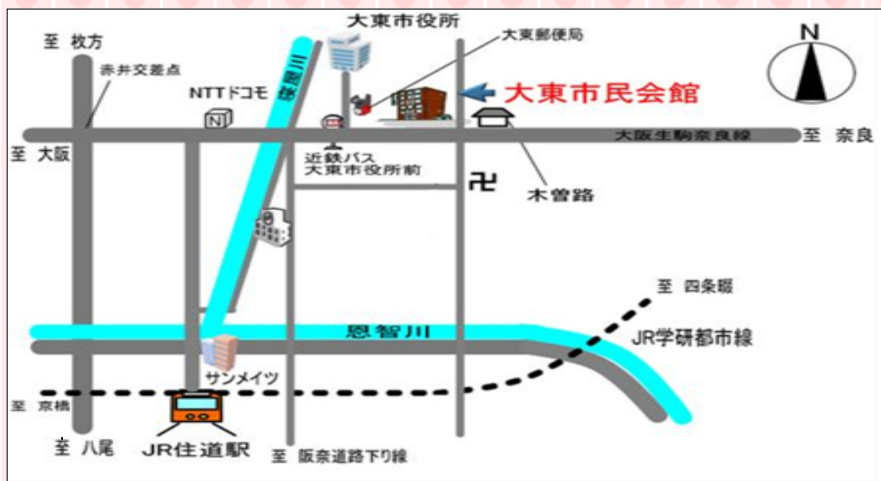 大東市役所
至 枚方
大東郵便局
N
赤井交差点
NTTドコモ
寝屋川
大東市民会館
N
大阪生駒奈良線
至 奈良
至 大阪
近鉄バス
大東市役所前
卍
木曽路
至 四条畷
恩智川
JR学研都市線
サンメイツ
至 京橋
至 八尾
JR住道駅
至 阪奈道路下り線